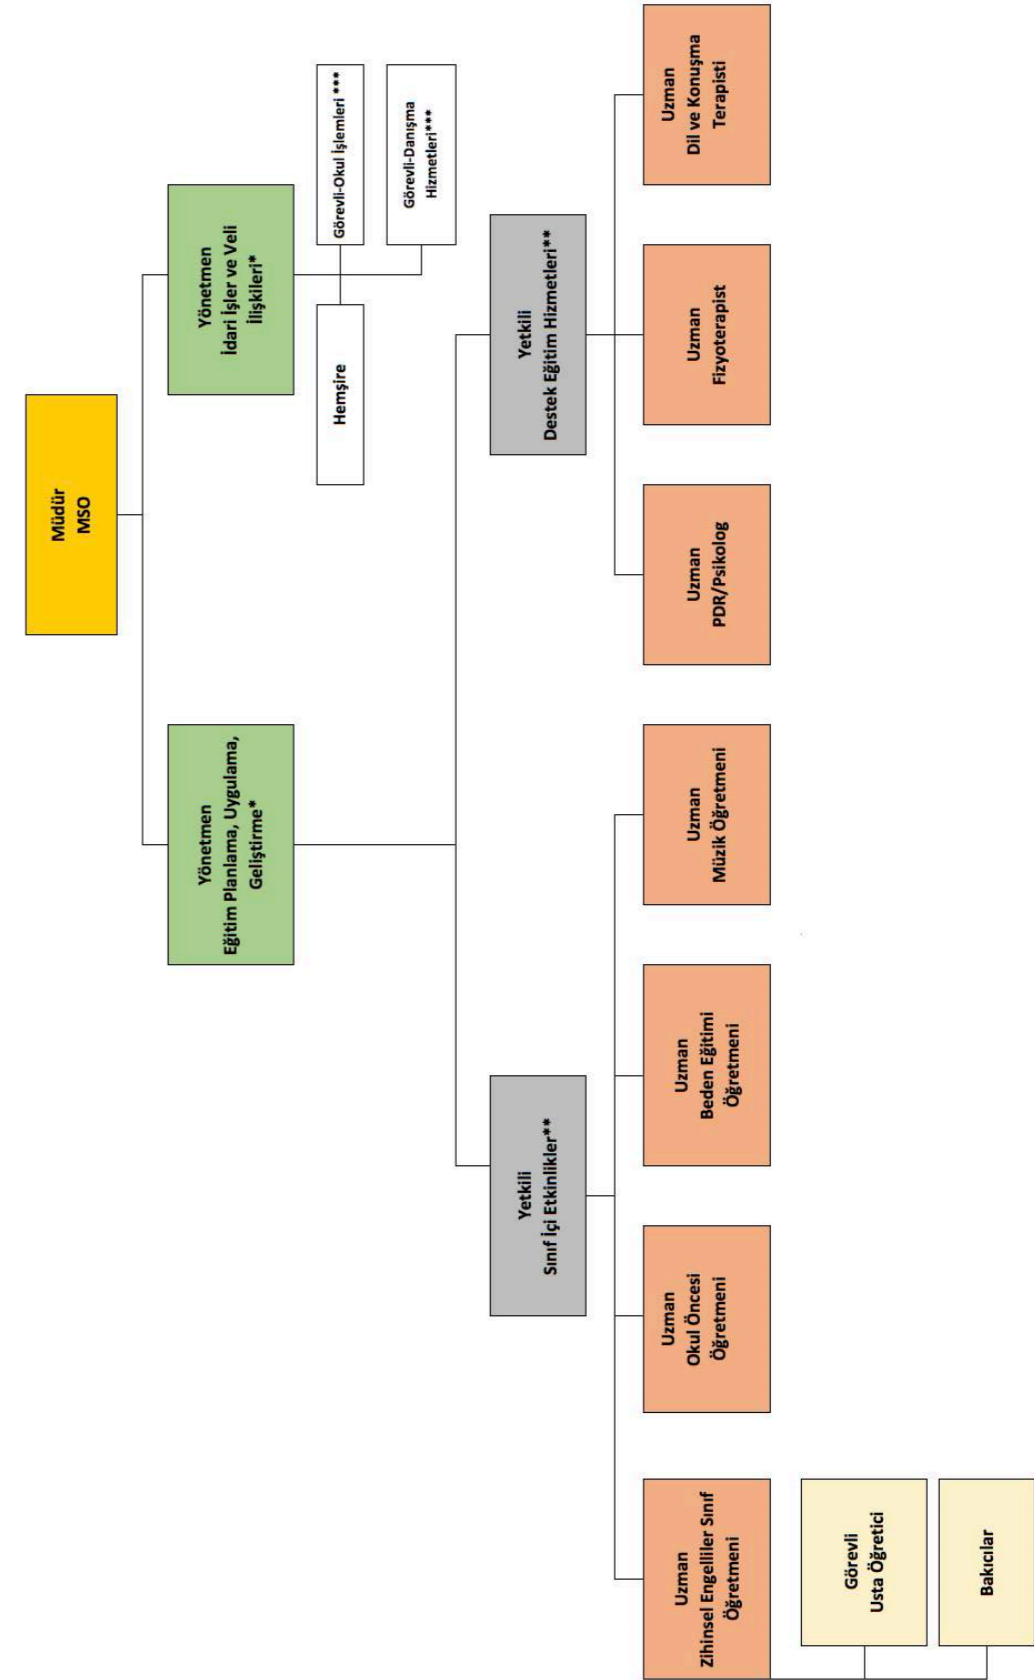 Müdür
MSO
Yönetmen
Eğitim Planlama, Uygulama,
Geliştirme*
Yönetmen
İdari İşler ve Veli
İlişkileri*
Hemşire
Görevli-Okul İşlemleri ***
Görevli-Danışma
Hizmetleri***
Yetkili
Sınıf İçi Etkinlikler**
Yetkili
Destek Eğitim Hizmetleri**
Uzman
Zihinsel Engelliler Sınıf
Öğretmeni
Uzman
Okul Öncesi
Öğretmeni
Uzman
Beden Eğitimi
Öğretmeni
Uzman
Müzik Öğretmeni
Uzman
PDR/Psikolog
Uzman
Fizyoterapist
Uzman
Dil ve Konuşma
Terapisti
Görevli
Usta Öğretici
Bakıcılar